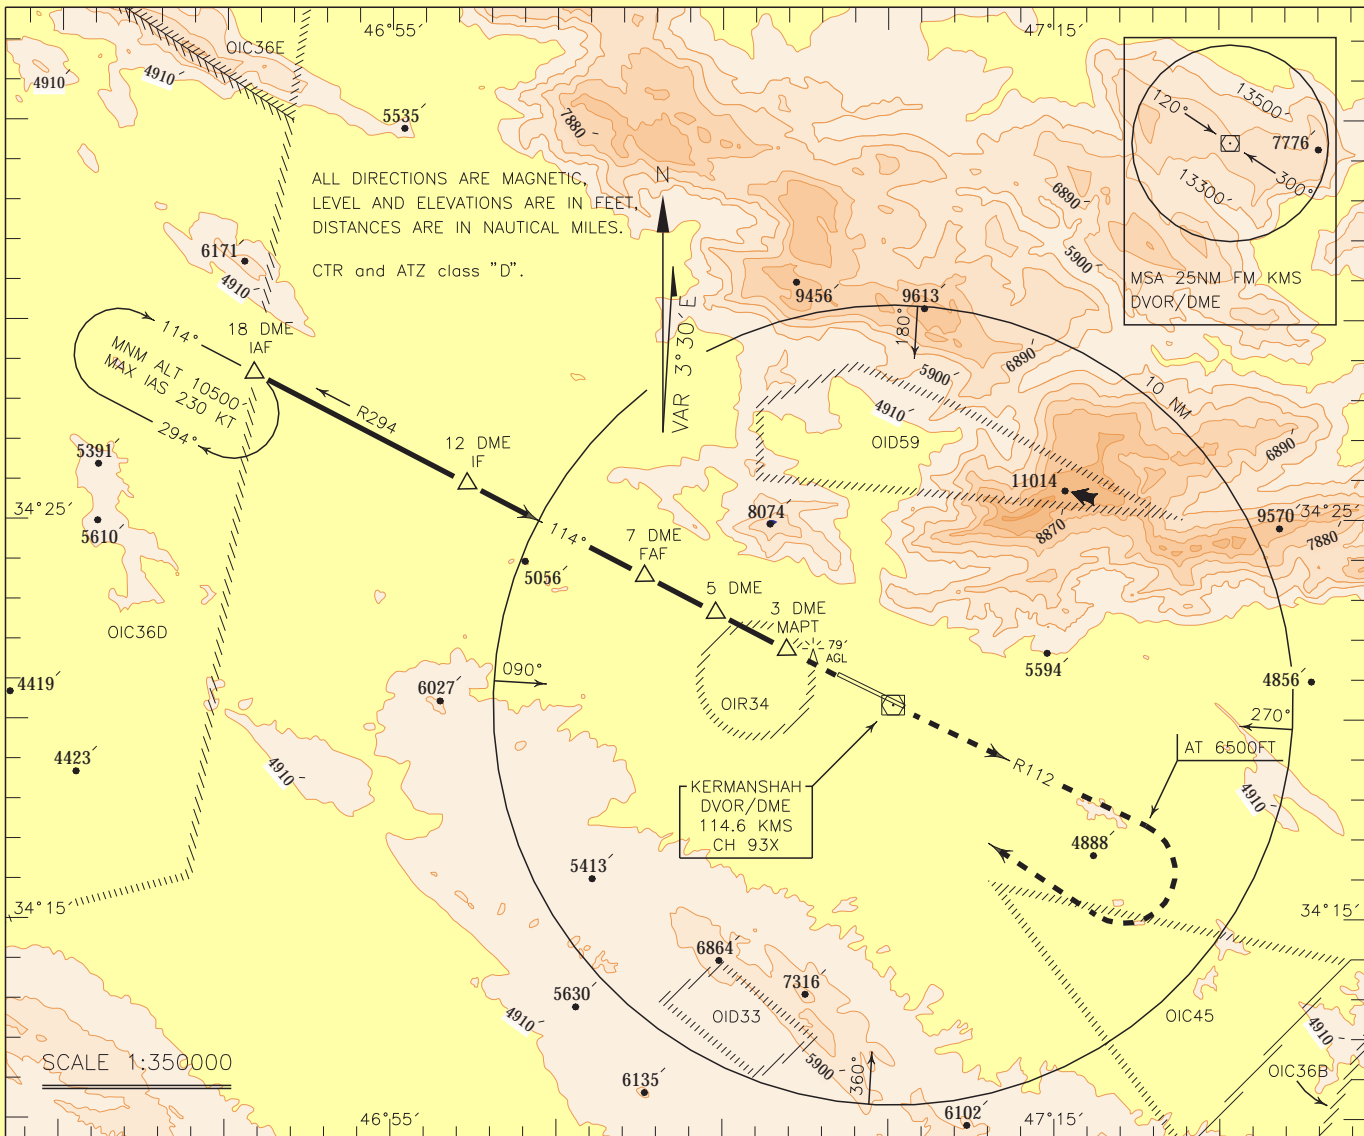 46°55′
47°15′
OIC36E
4910′
4910′
5535′
7880
ALL DIRECTIONS ARE MAGNETIC,
LEVEL AND ELEVATIONS ARE IN FEET,
DISTANCES ARE IN NAUTICAL MILES.
CTR and ATZ class "D".
N
VAR 3°30′E
120°
13500′
7776′
13300′
300°
MSA 25NM FM KMS
DVOR/DME
6890
5900
6171′
4910′
9456′
9613′
180°
6890
5900
4910′
10 NM
18 DME
IAF
114°
MNM ALT 10500′
MAX IAS 230 KT
294°
R294
12 DME
IF
OID59
6890
5391′
5610′
11014′
8870
9570′
7880
8074′
34°25′
34°25′
114°
7 DME
FAF
5056′
5 DME
3 DME
MAPT
79′
AGL
OIC36D
5594′
4856′
4419′
090°
6027′
OIR34
270°
AT 6500FT
4423′
4910′
R112
4910′
KERMANSHAH
DVOR/DME
114.6 KMS
CH 93X
4888′
5413′
34°15′
34°15′
6864′
7316′
5630′
4910′
OID33
5900
360°
OIC45
4910′
OIC36B
SCALE 1:350000
6135′
6102′
46°55′
47°15′